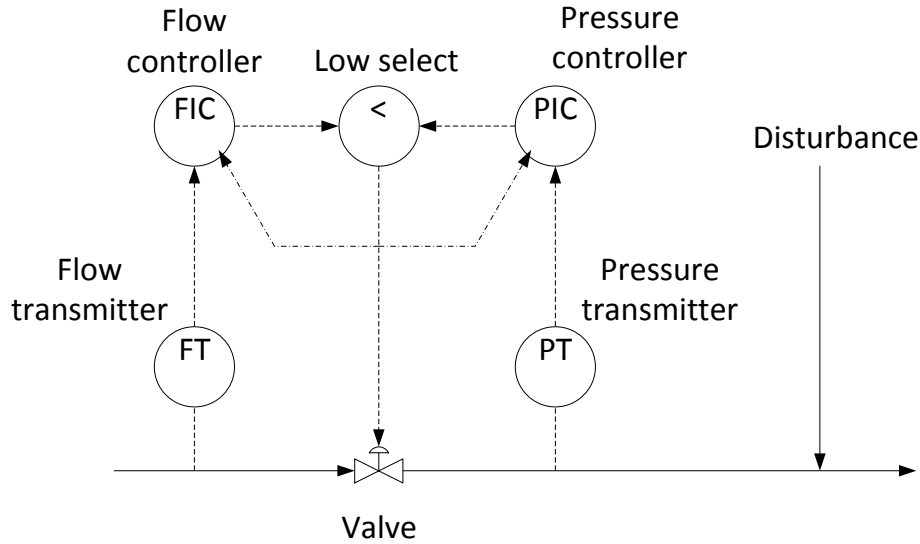 Flow
controller
Low select
Pressure
controller
FIC
<
PIC
Disturbance
Flow
transmitter
Pressure
transmitter
FT
PT
Valve